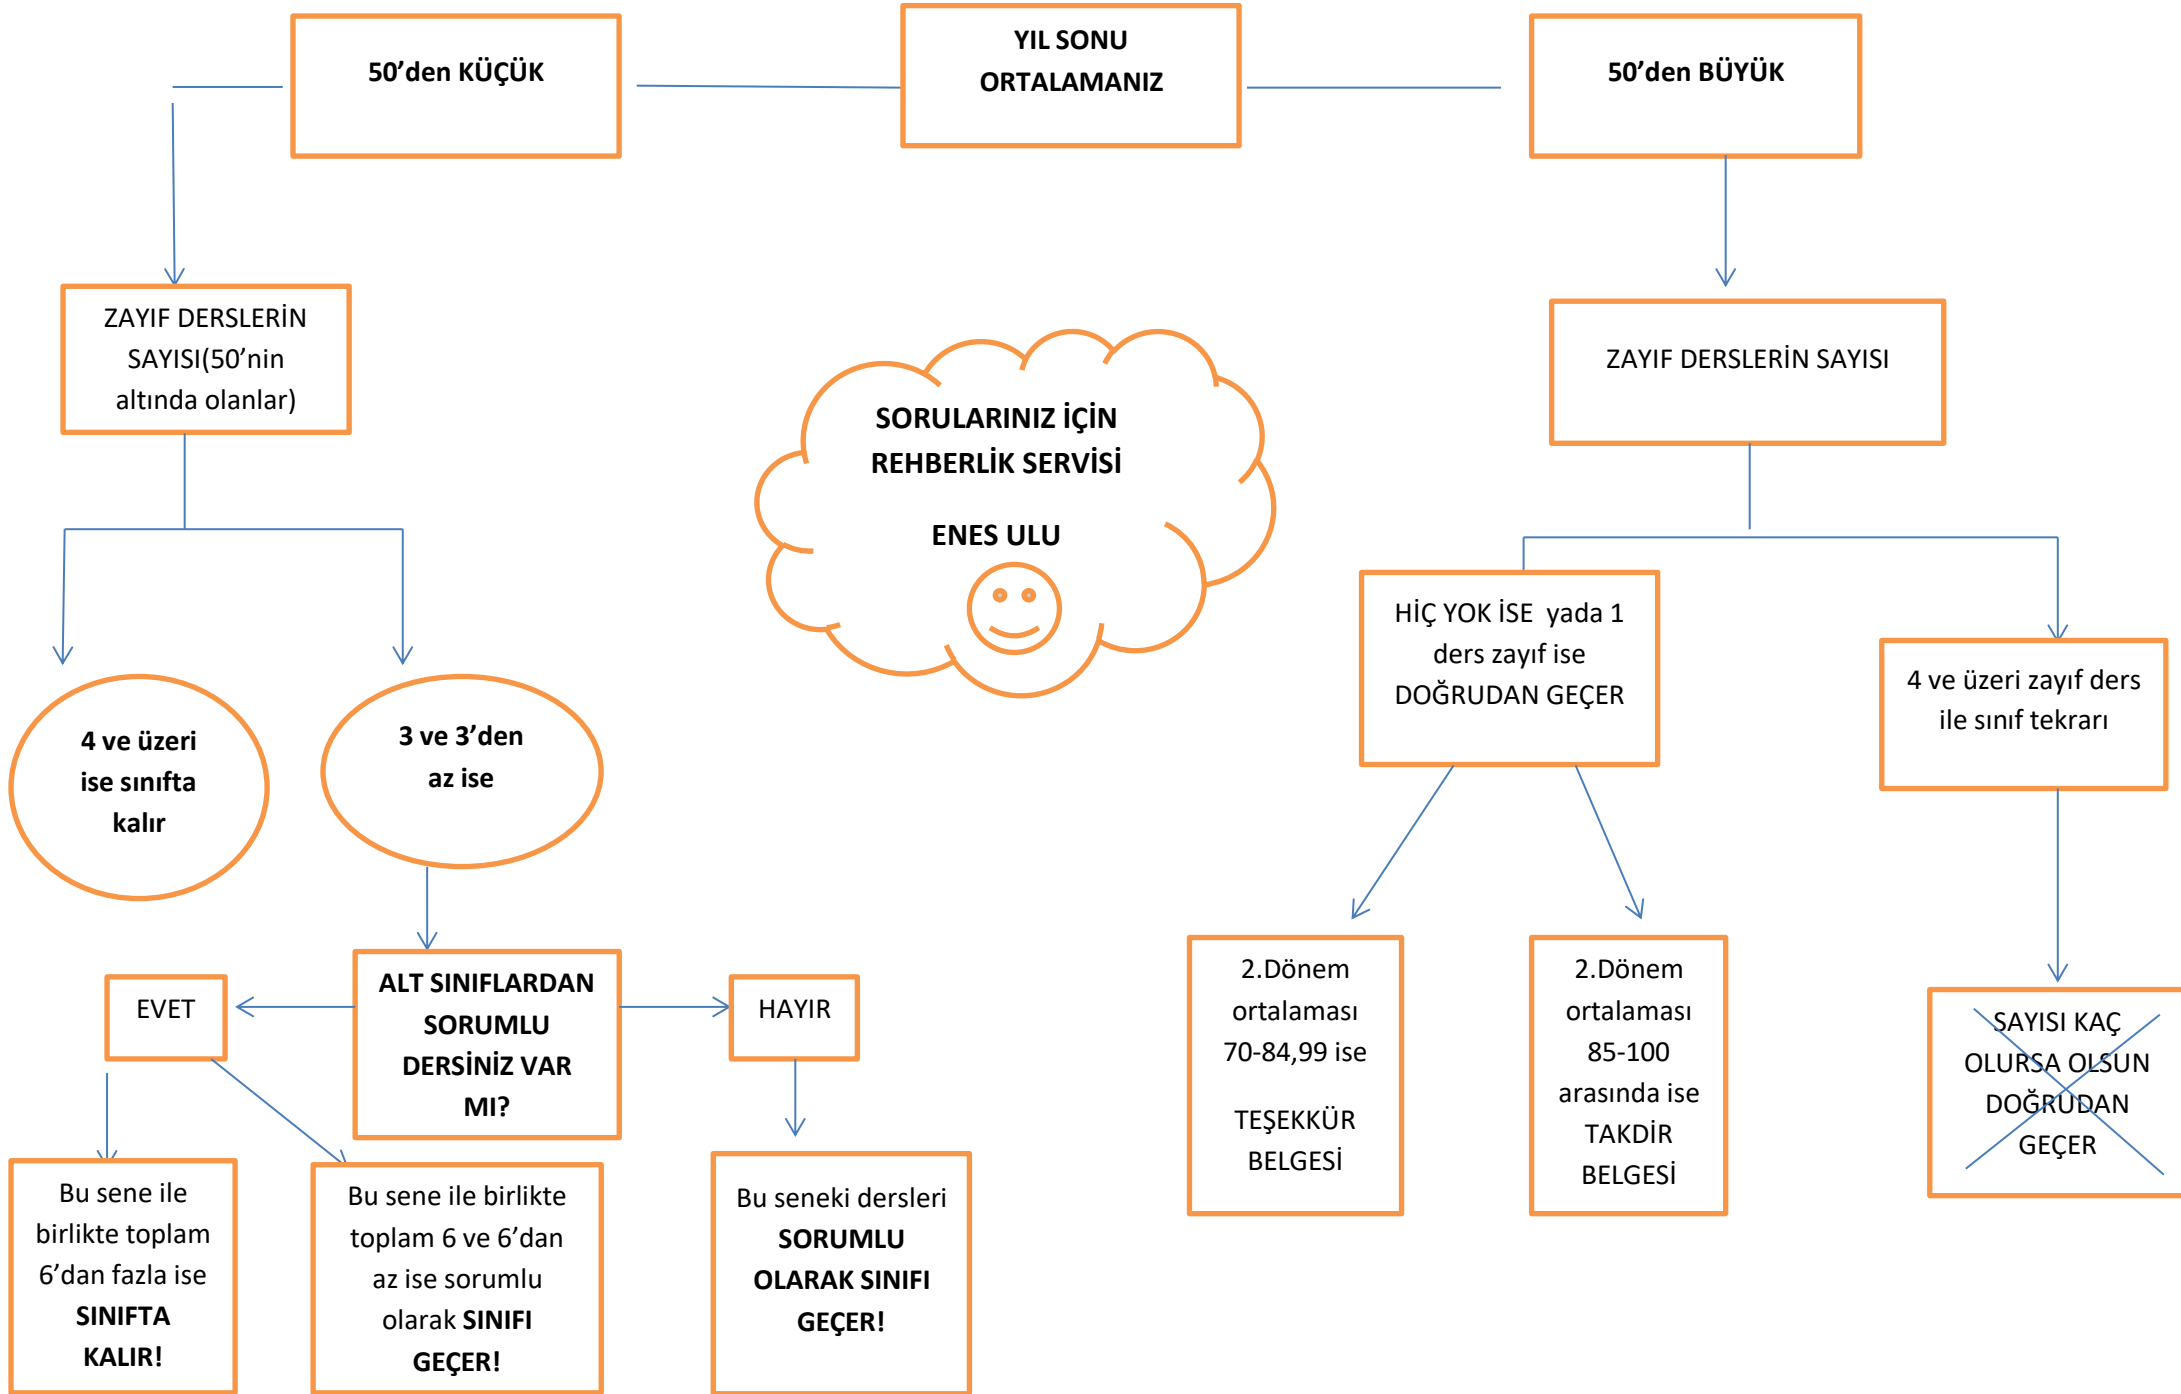 50'den KÜÇÜK
YIL SONU
ORTALAMANIZ
50'den BÜYÜK
ZAYIF DERSLERİN
SAYISI(50'nin
altında olanlar)
ZAYIF DERSLERİN SAYISI
SORULARINIZ İÇİN
REHBERLİK SERVİSİ
ENES ULU
4 ve üzeri
ise sınıfta
kalır
3 ve 3'den
az ise
HİÇ YOK İSE  yada 1
ders zayıf ise
DOĞRUDAN GEÇER
4 ve üzeri zayıf ders
ile sınıf tekrarı
EVET
ALT SINIFLARDAN
SORUMLU
DERSİNİZ VAR
MI?
HAYIR
2.Dönem
ortalaması
70-84,99 ise
TEŞEKKÜR
BELGESİ
2.Dönem
ortalaması
85-100
arasında ise
TAKDİR
BELGESİ
SAYISI KAÇ
OLURSA OLSUN
DOĞRUDAN
GEÇER
Bu sene ile
birlikte toplam
6'dan fazla ise
SINIFTA
KALIR!
Bu sene ile birlikte
toplam 6 ve 6'dan
az ise sorumlu
olarak SINIFI
GEÇER!
Bu seneki dersleri
SORUMLU
OLARAK SINIFI
GEÇER!